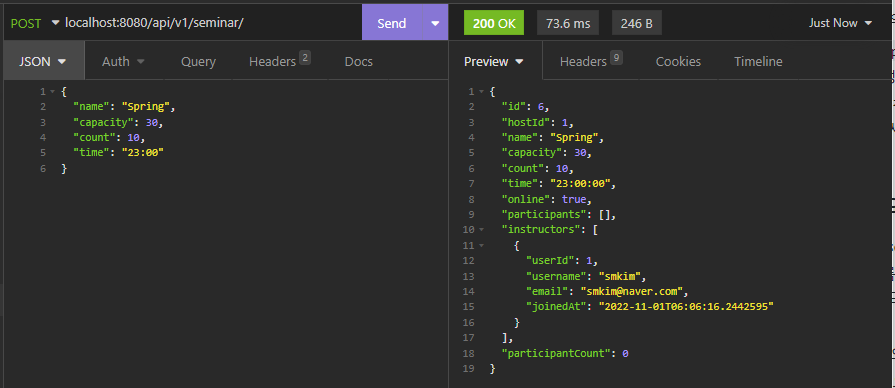 POST localhost:8080/api/v1/seminar/ Send
JSON Auth Query Headers 2 Docs
1 {
2 "name": "Spring",
3 "capacity": 30,
4 "count": 10,
5 "time": "23:00"
6 }
200 OK 73.6 ms 246 B Just Now
Preview Headers 9 Cookies Timeline
1 {
2 "id": 6,
3 "hostId": 1,
4 "name": "Spring",
5 "capacity": 30,
6 "count": 10,
7 "time": "23:00:00",
8 "online": true,
9 "participants": [],
10 "instructors": [
11 {
12 "userId": 1,
13 "username": "smkim",
14 "email": "smkim@naver.com",
15 "joinedAt": "2022-11-01T06:06:16.2442595"
16 }
17 ],
18 "participantCount": 0
19 }